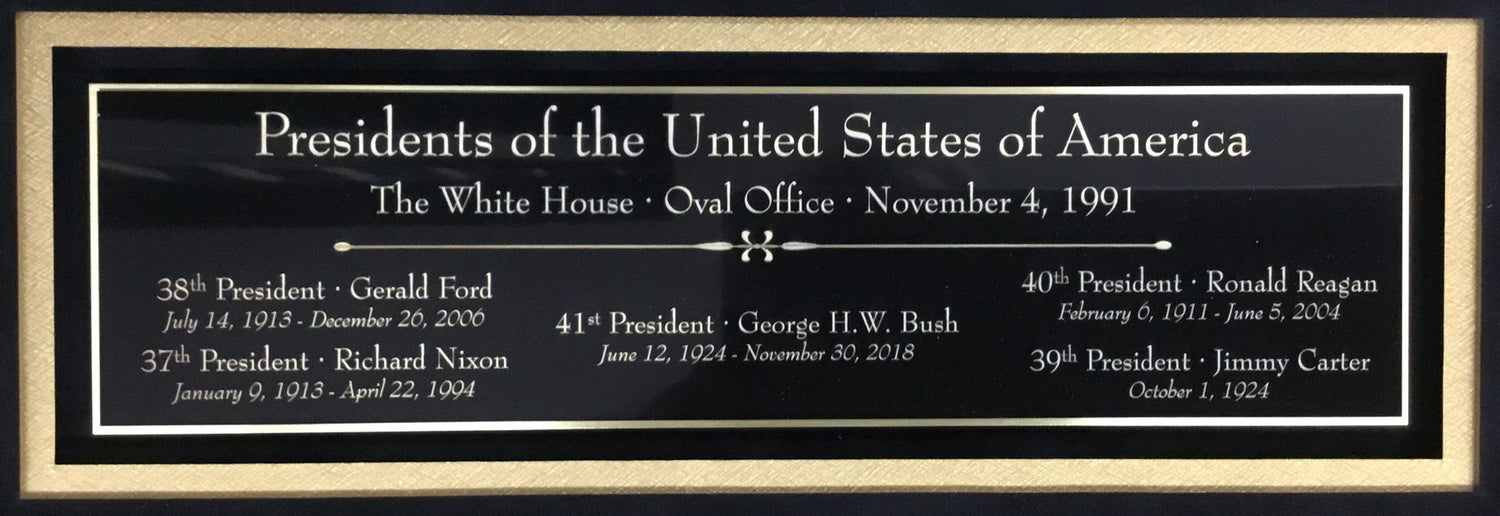 Presidents of the United States of America
The White House · Oval Office · November 4, 1991
38th President · Gerald Ford
July 14, 1913 - December 26, 2006
37th President · Richard Nixon
January 9, 1913 - April 22, 1994
41st President · George H.W. Bush
June 12, 1924 - November 30, 2018
40th President · Ronald Reagan
February 6, 1911 - June 5, 2004
39th President · Jimmy Carter
October 1, 1924